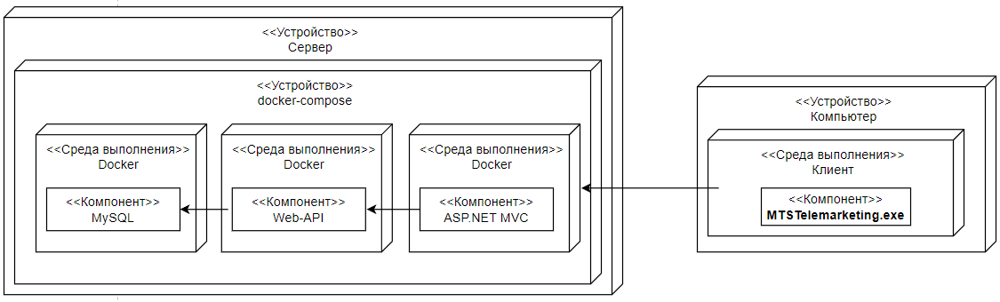 <<Устройство>>
Сервер
<<Устройство>>
docker-compose
<<Среда выполнения>>
Docker
<<Компонент>>
MySQL
<<Среда выполнения>>
Docker
<<Компонент>>
Web-API
<<Среда выполнения>>
Docker
<<Компонент>>
ASP.NET MVC
<<Устройство>>
Компьютер
<<Среда выполнения>>
Клиент
<<Компонент>>
MTSTelemarketing.exe